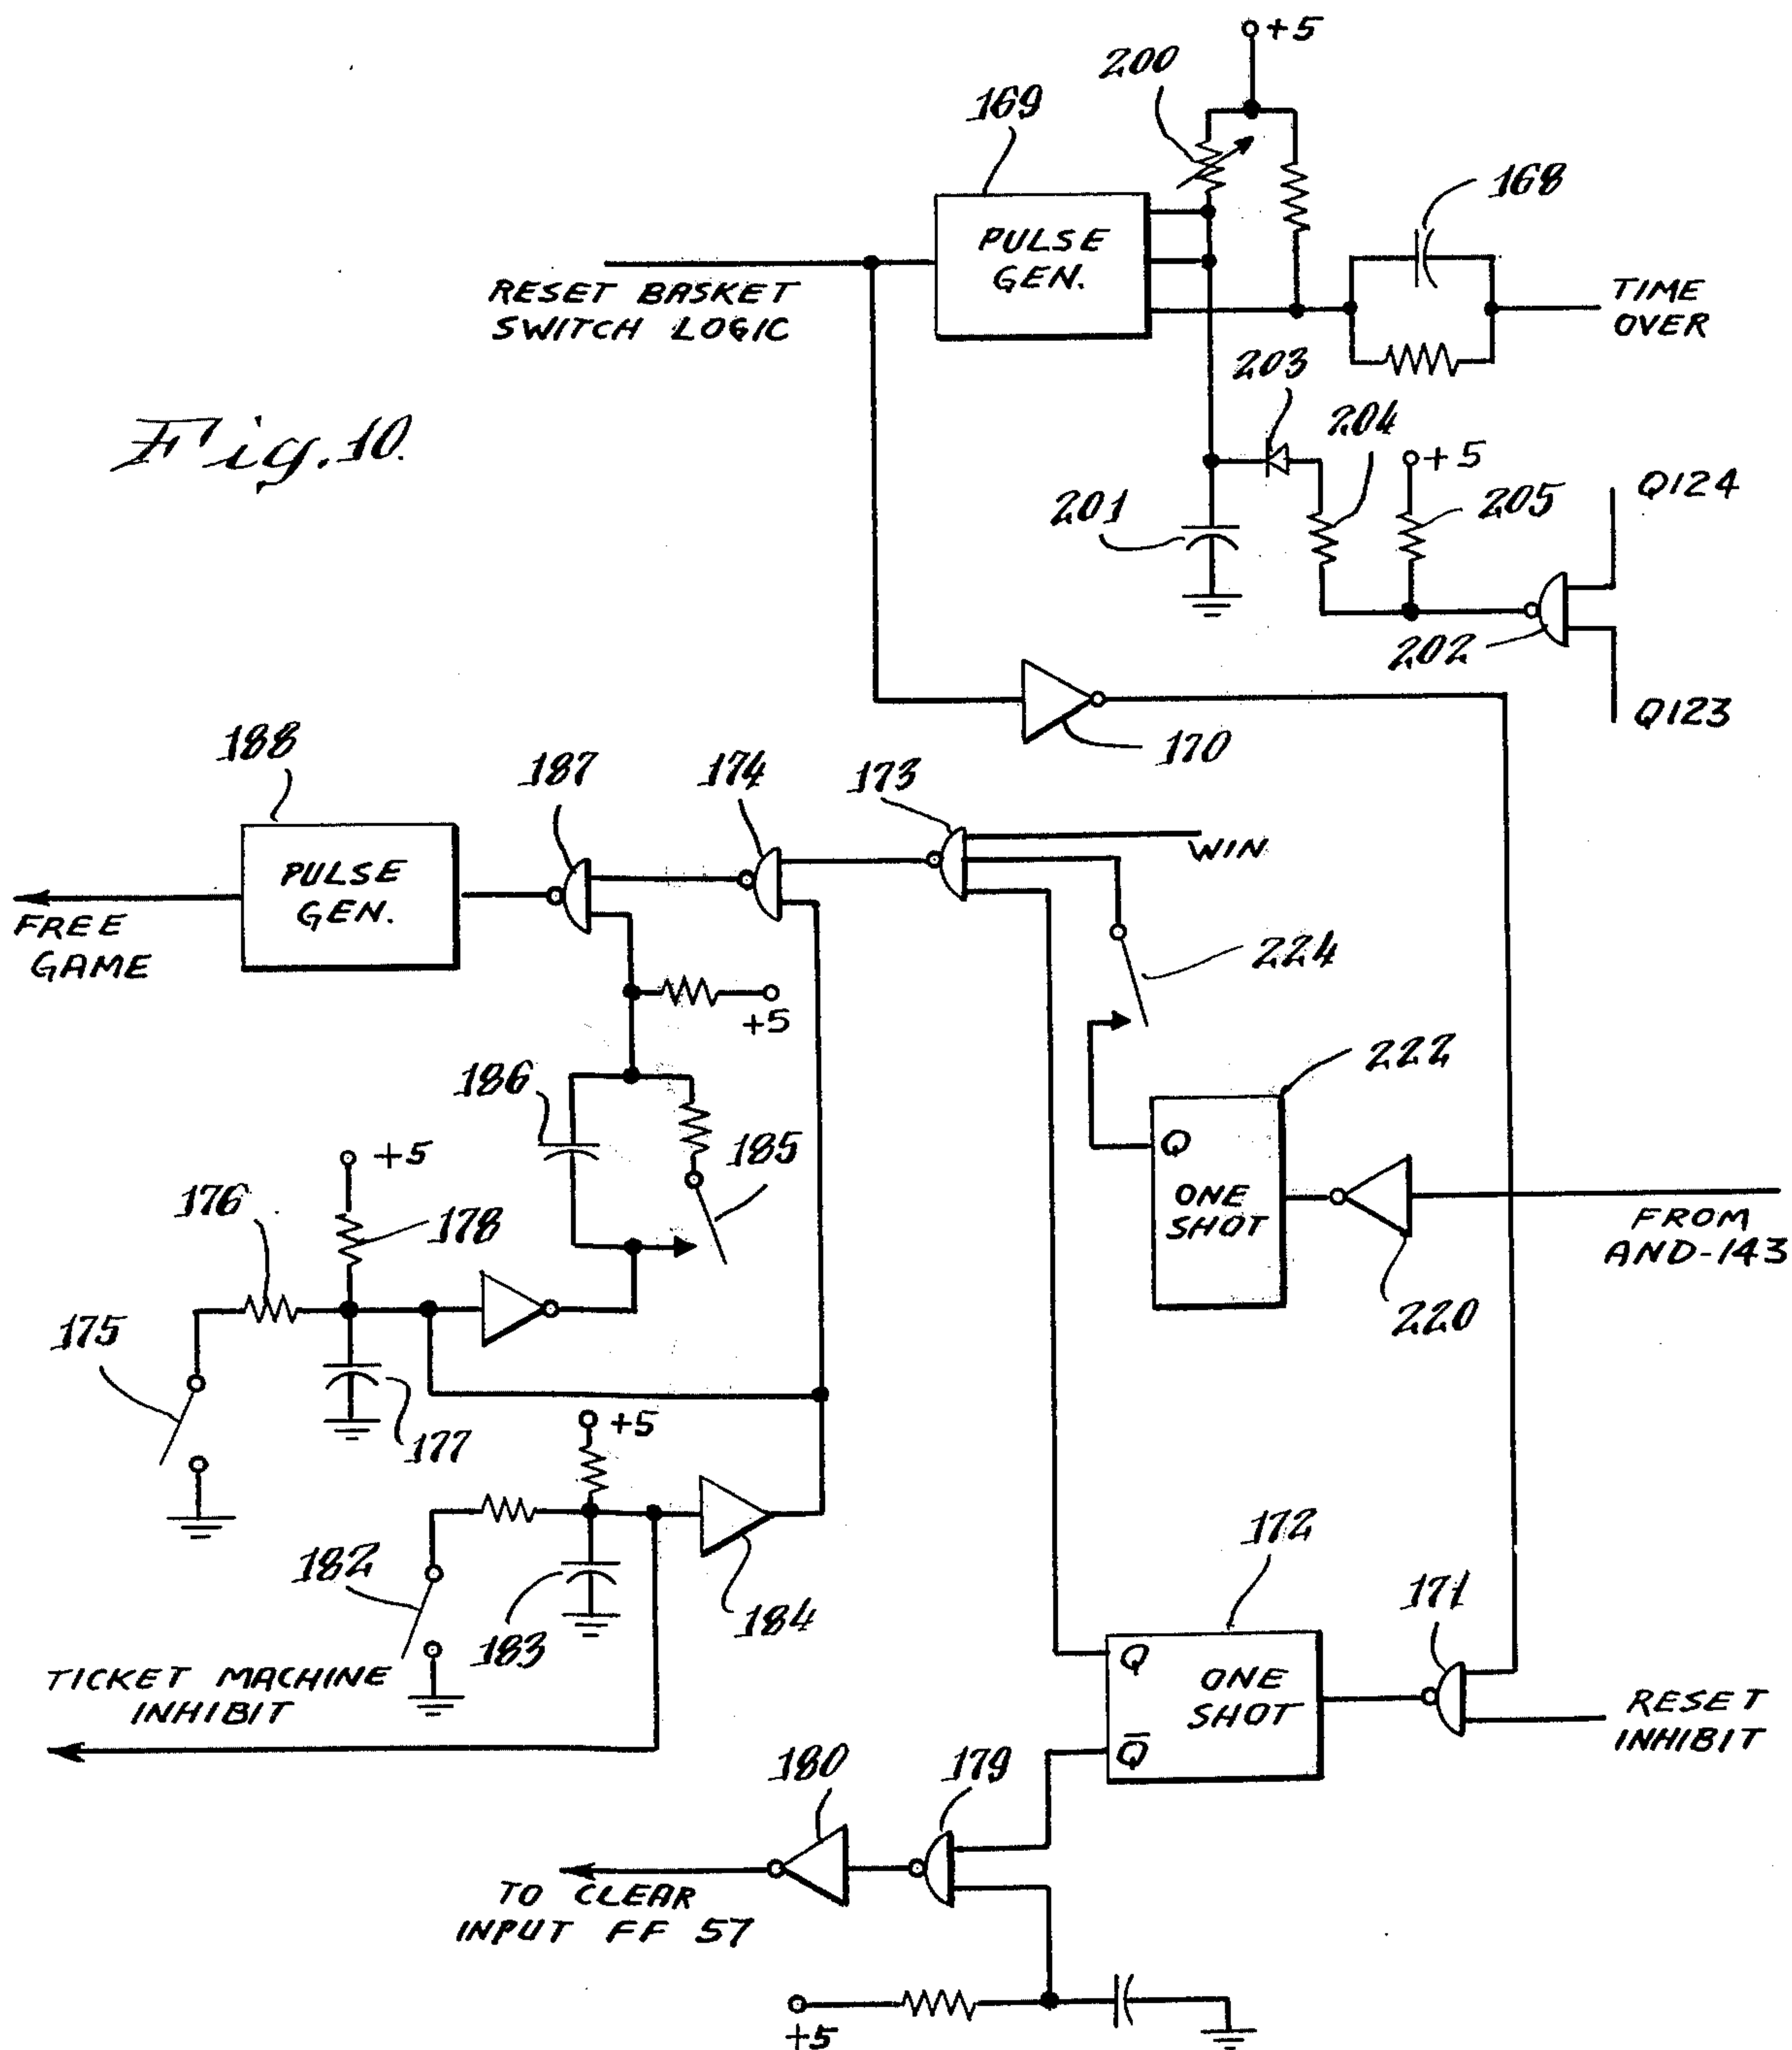 +5
200
169
168
PULSE
GEN.
RESET BASKET
SWITCH LOGIC
TIME
OVER
203
204
Fig. 10.
+5
Q124
201
205
202
Q123
170
188
187
174
173
WIN
PULSE
GEN.
FREE
GAME
224
+5
222
186
185
+5
Q
176
178
ONE
SHOT
FROM
AND-143
175
220
177
+5
172
182
171
183
184
TICKET MACHINE
INHIBIT
Q
ONE
SHOT
RESET
INHIBIT
Q̅
180
179
TO CLEAR
INPUT FF 57
+5